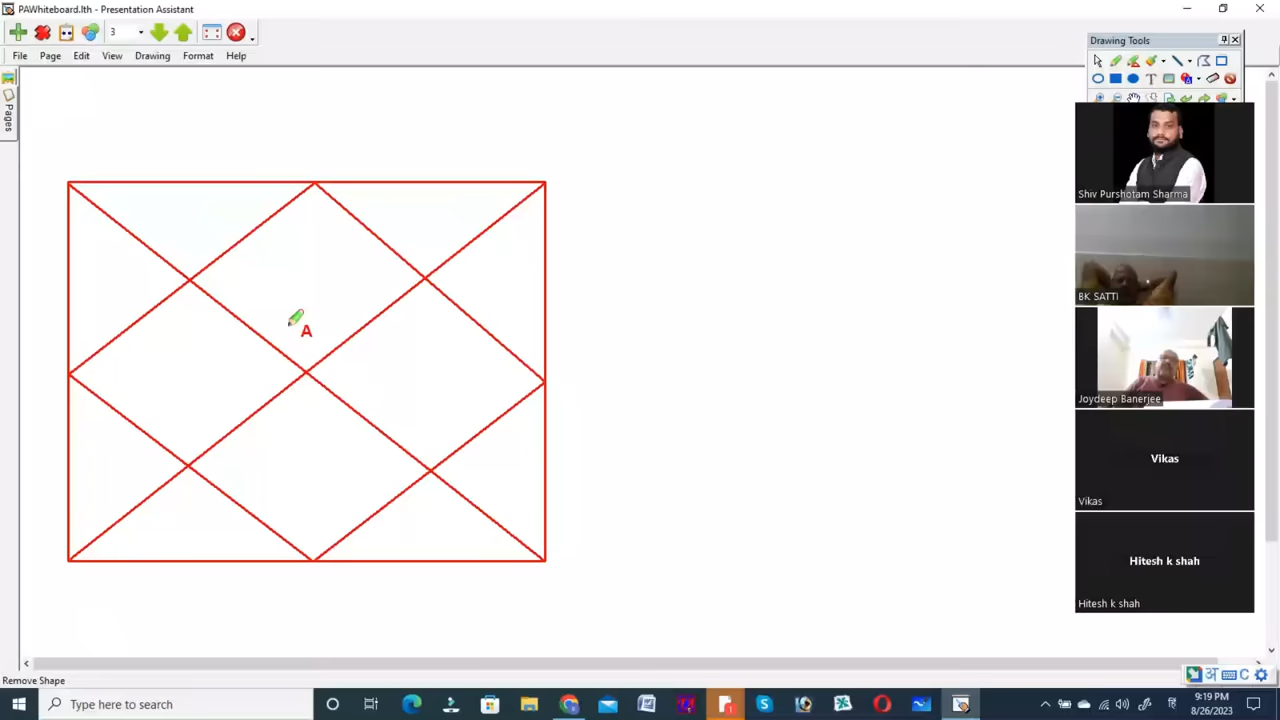 PAWhiteboard.lth - Presentation Assistant
3
File Page Edit View Drawing Format Help
Drawing Tools
T
Pages
A
Shiv Purshotam Sharma
BK SATTI
Joydeep Banerjee
Vikas
Vikas
Hitesh k shah
Hitesh k shah
Remove Shape
अ C
Type here to search
हि
9:19 PM
8/26/2023